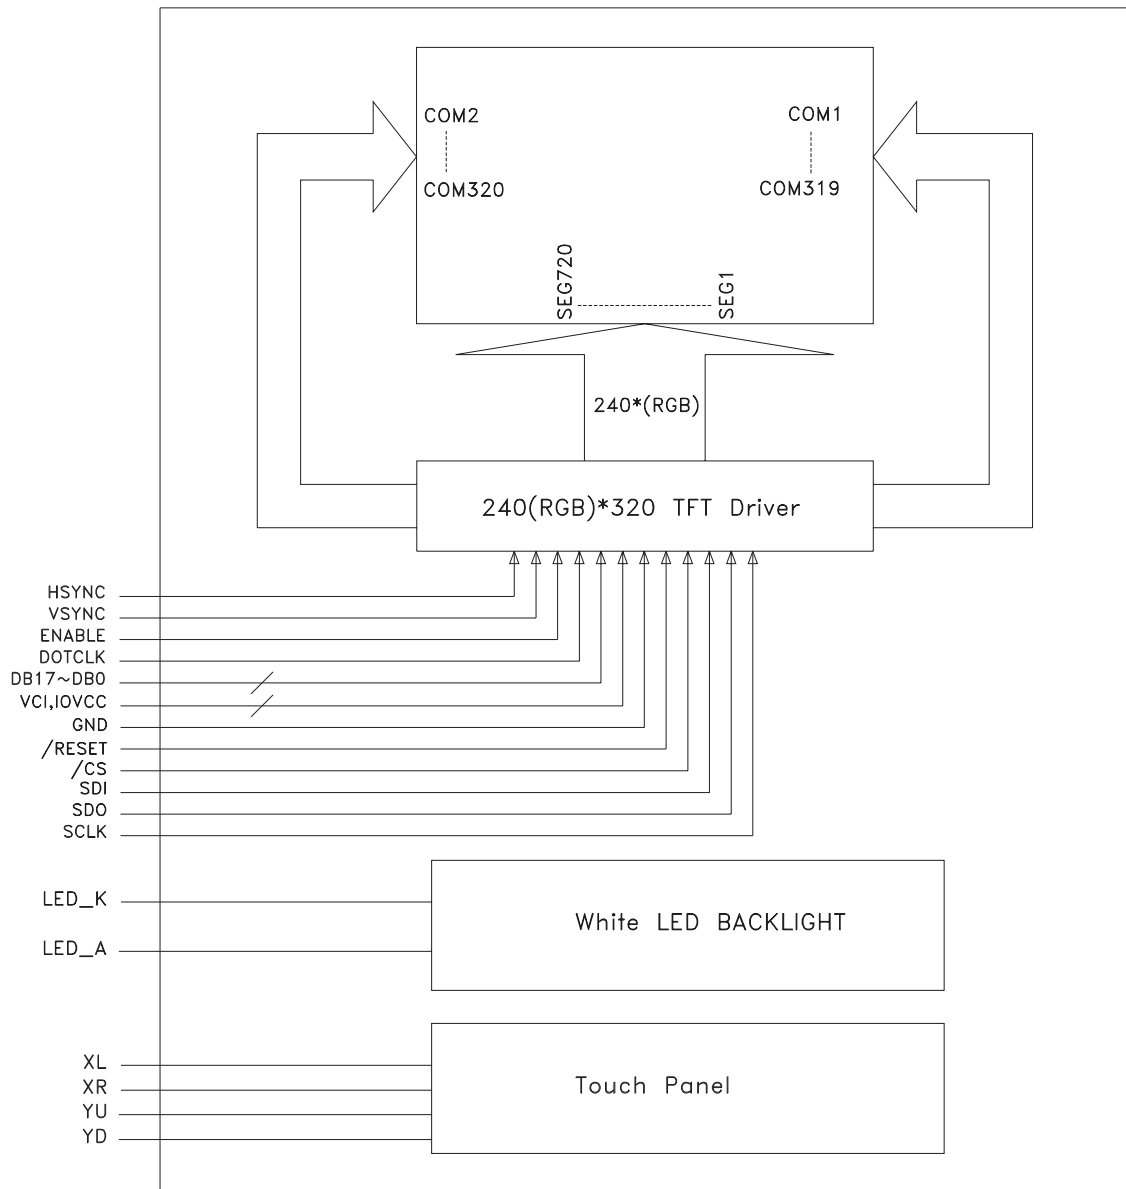 COM2
COM1
COM320
COM319
SEG720
SEG1
240*(RGB)
240(RGB)*320 TFT Driver
HSYNC
VSYNC
ENABLE
DOTCLK
DB17~DB0
VCI,IOVCC
GND
/RESET
/CS
SDI
SDO
SCLK
LED_K
White LED BACKLIGHT
LED_A
XL
XR
Touch Panel
YU
YD